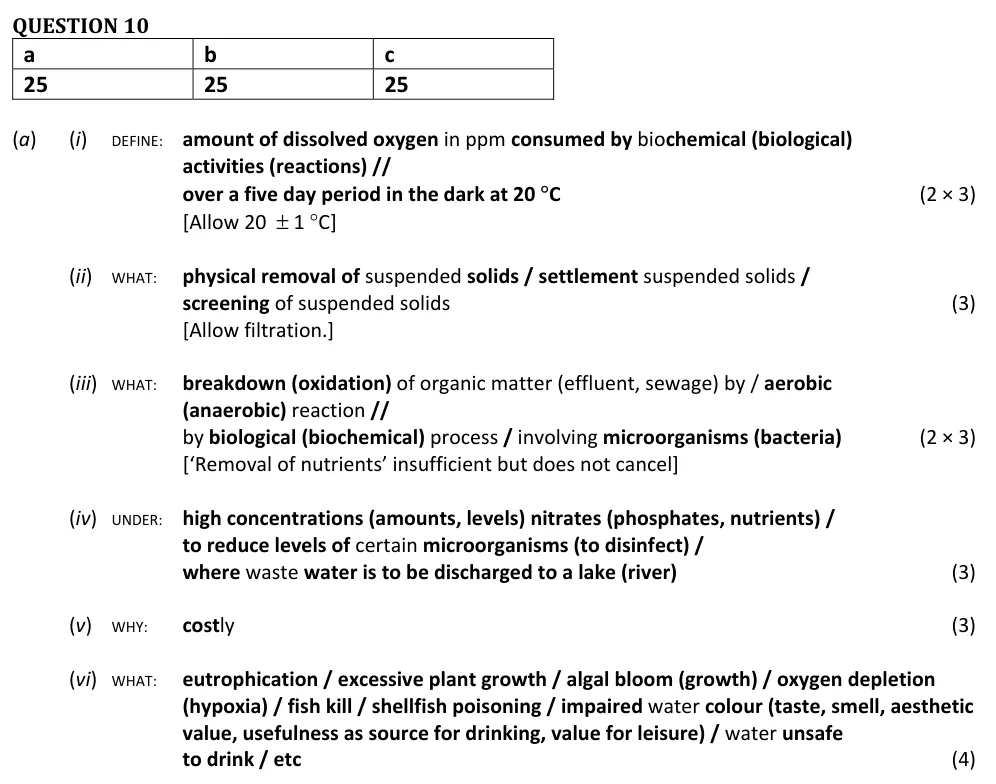 QUESTION 10
a b c
25 25 25
(a) (i) DEFINE: amount of dissolved oxygen in ppm consumed by biochemical (biological)
activities (reactions) //
over a five day period in the dark at 20 °C (2 × 3)
[Allow 20 ± 1 °C]
(ii) WHAT: physical removal of suspended solids / settlement suspended solids /
screening of suspended solids (3)
[Allow filtration.]
(iii) WHAT: breakdown (oxidation) of organic matter (effluent, sewage) by / aerobic
(anaerobic) reaction //
by biological (biochemical) process / involving microorganisms (bacteria) (2 × 3)
[‘Removal of nutrients’ insufficient but does not cancel]
(iv) UNDER: high concentrations (amounts, levels) nitrates (phosphates, nutrients) /
to reduce levels of certain microorganisms (to disinfect) /
where waste water is to be discharged to a lake (river) (3)
(v) WHY: costly (3)
(vi) WHAT: eutrophication / excessive plant growth / algal bloom (growth) / oxygen depletion
(hypoxia) / fish kill / shellfish poisoning / impaired water colour (taste, smell, aesthetic
value, usefulness as source for drinking, value for leisure) / water unsafe
to drink / etc (4)